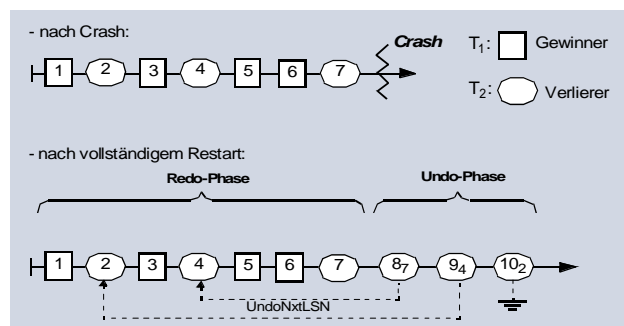 - nach Crash:
Crash
T1: Gewinner
1 2 3 4 5 6 7
T2: Verlierer
- nach vollständigem Restart:
Redo-Phase Undo-Phase
1 2 3 4 5 6 7 87 94 102
UndoNxtLSN